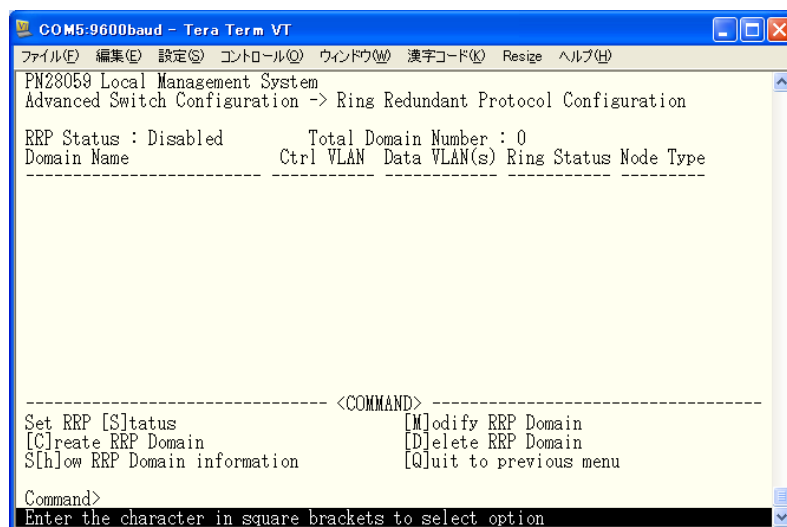 COM5:9600baud - Tera Term VT
ファイル(F) 編集(E) 設定(S) コントロール(O) ウィンドウ(W) 漢字コード(K) Resize ヘルプ(H)
PN28059 Local Management System
Advanced Switch Configuration -> Ring Redundant Protocol Configuration
RRP Status : Disabled Total Domain Number : 0
Domain Name Ctrl VLAN Data VLAN(s) Ring Status Node Type
------------------------- ----------- ------------ ----------- ---------
-------------------------------- <COMMAND> -----------------------------------
Set RRP [S]tatus [M]odify RRP Domain
[C]reate RRP Domain [D]elete RRP Domain
S[h]ow RRP Domain information [Q]uit to previous menu
Command>
Enter the character in square brackets to select option